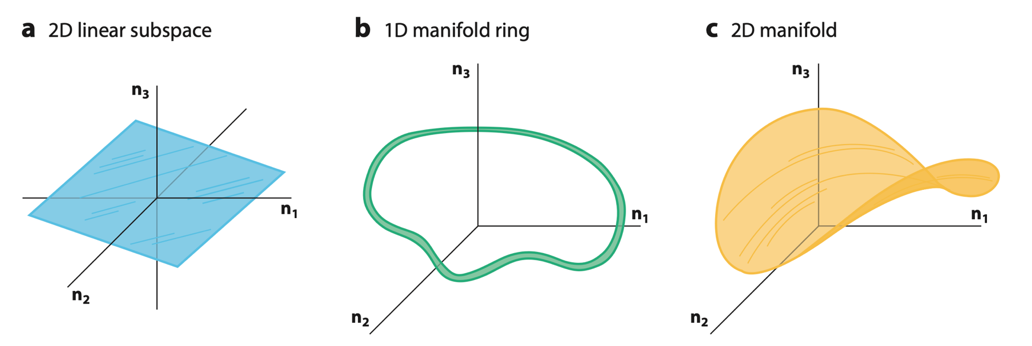 a 2D linear subspace
n3
n1
n2
b 1D manifold ring
n3
n1
n2
c 2D manifold
n3
n1
n2